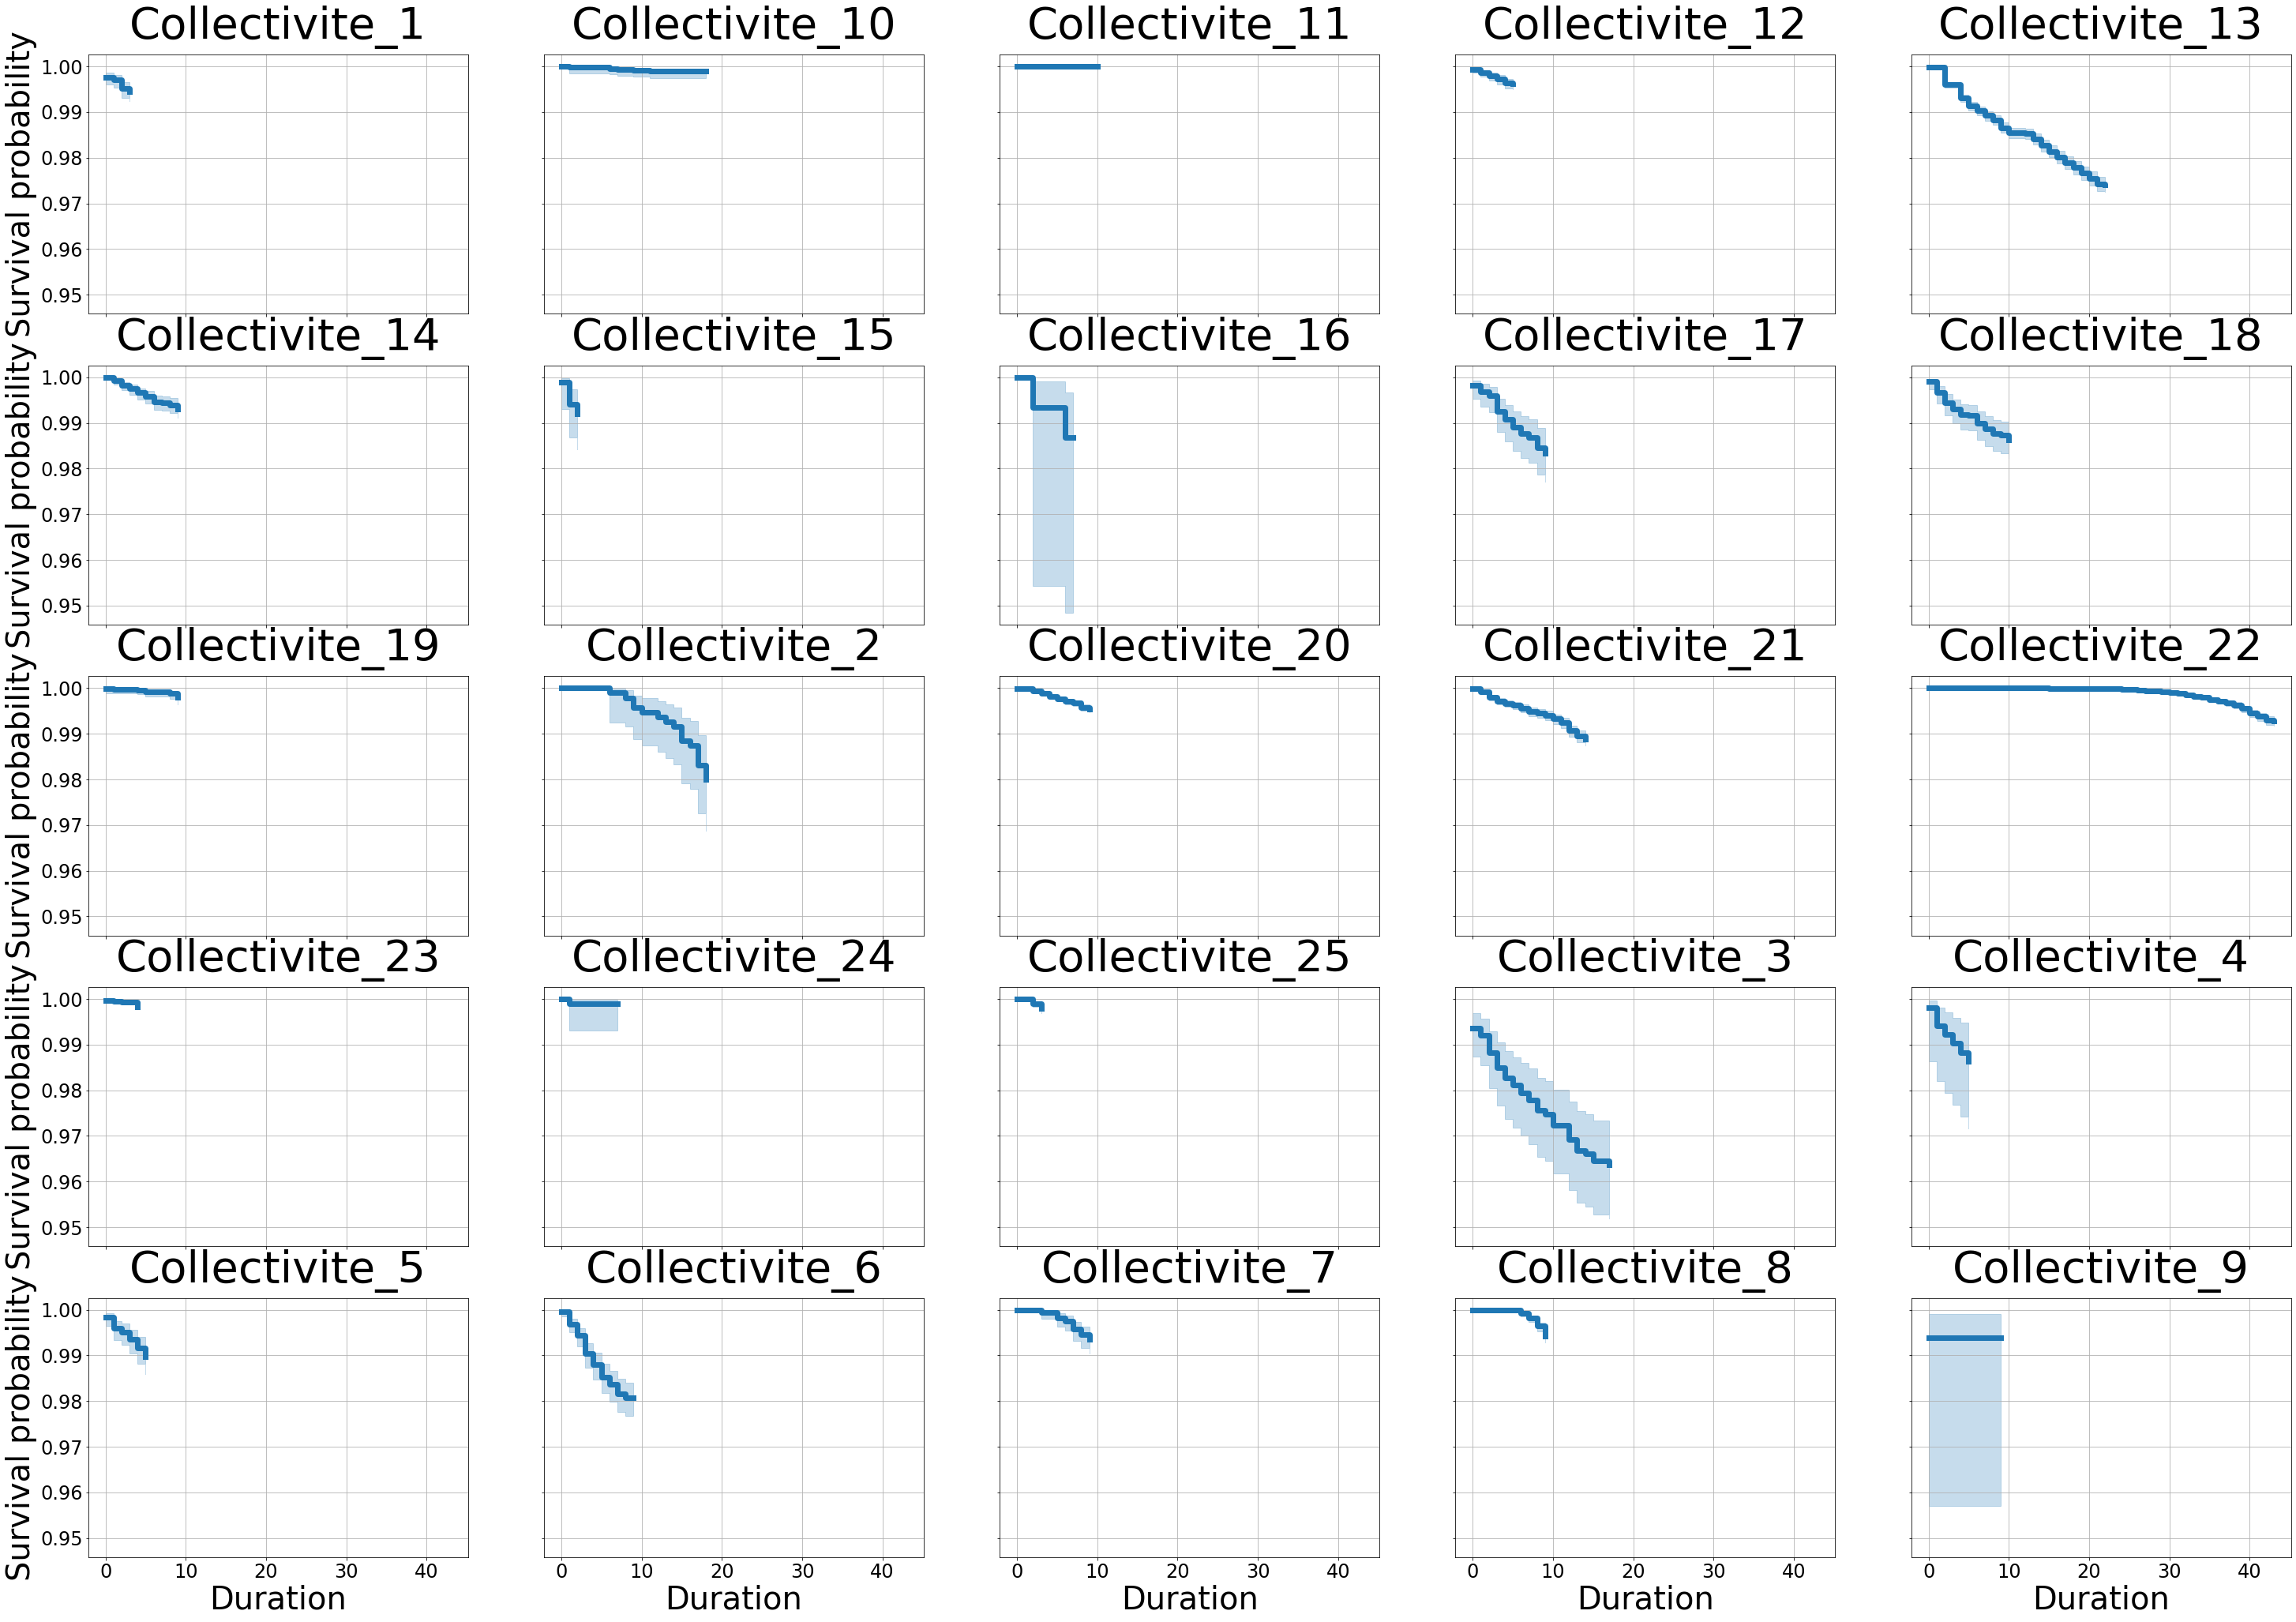 Collectivite_1
Collectivite_10
Collectivite_11
Collectivite_12
Collectivite_13
Survival probability
1.00
0.99
0.98
0.97
0.96
0.95
Collectivite_14
Collectivite_15
Collectivite_16
Collectivite_17
Collectivite_18
Survival probability
1.00
0.99
0.98
0.97
0.96
0.95
Collectivite_19
Collectivite_2
Collectivite_20
Collectivite_21
Collectivite_22
Survival probability
1.00
0.99
0.98
0.97
0.96
0.95
Collectivite_23
Collectivite_24
Collectivite_25
Collectivite_3
Collectivite_4
Survival probability
1.00
0.99
0.98
0.97
0.96
0.95
Collectivite_5
Collectivite_6
Collectivite_7
Collectivite_8
Collectivite_9
Survival probability
1.00
0.99
0.98
0.97
0.96
0.95
0 10 20 30 40
0 10 20 30 40
0 10 20 30 40
0 10 20 30 40
0 10 20 30 40
Duration
Duration
Duration
Duration
Duration